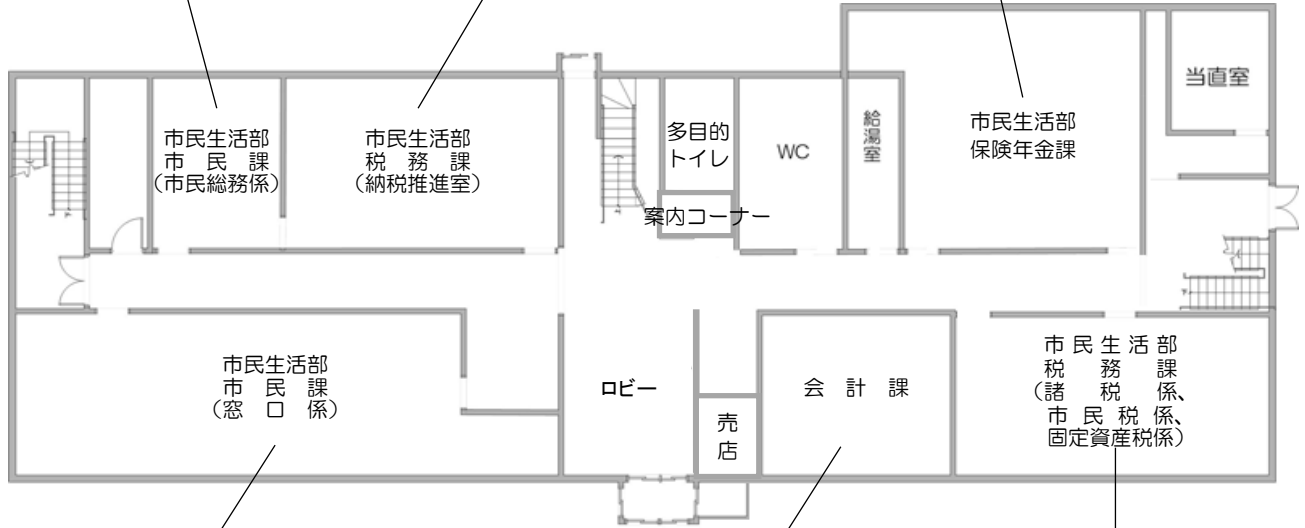 市民生活部
市民課
（市民総務係）
市民生活部
税務課
（納税推進室）
多目的
トイレ
案内コーナー
WC
給湯室
市民生活部
保険年金課
当直室
市民生活部
市民課
（窓口係）
ロビー
売店
会計課
市民生活部
税務課
（諸税係、
市民税係、
固定資産税係）